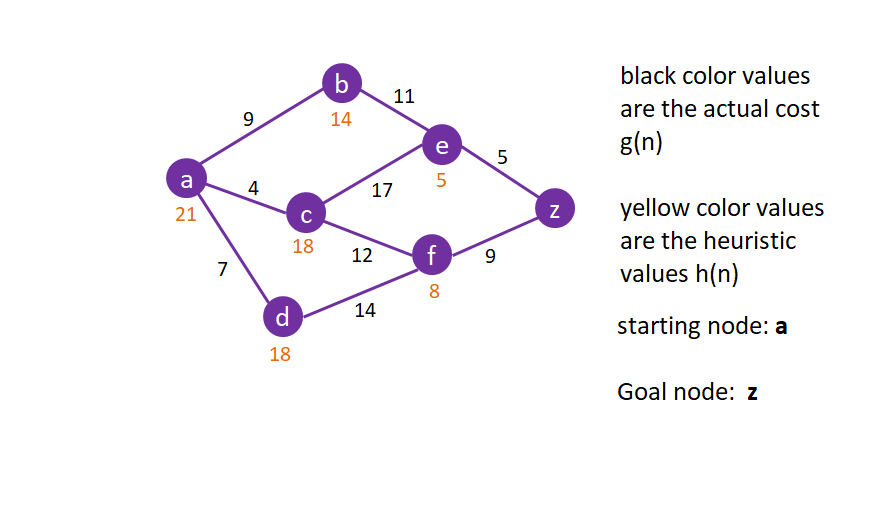 b
14
9
11
e
5
5
a
21
4
c
18
17
z
12
f
8
9
7
d
18
14
black color values
are the actual cost
g(n)
yellow color values
are the heuristic
values h(n)
starting node: a
Goal node: z